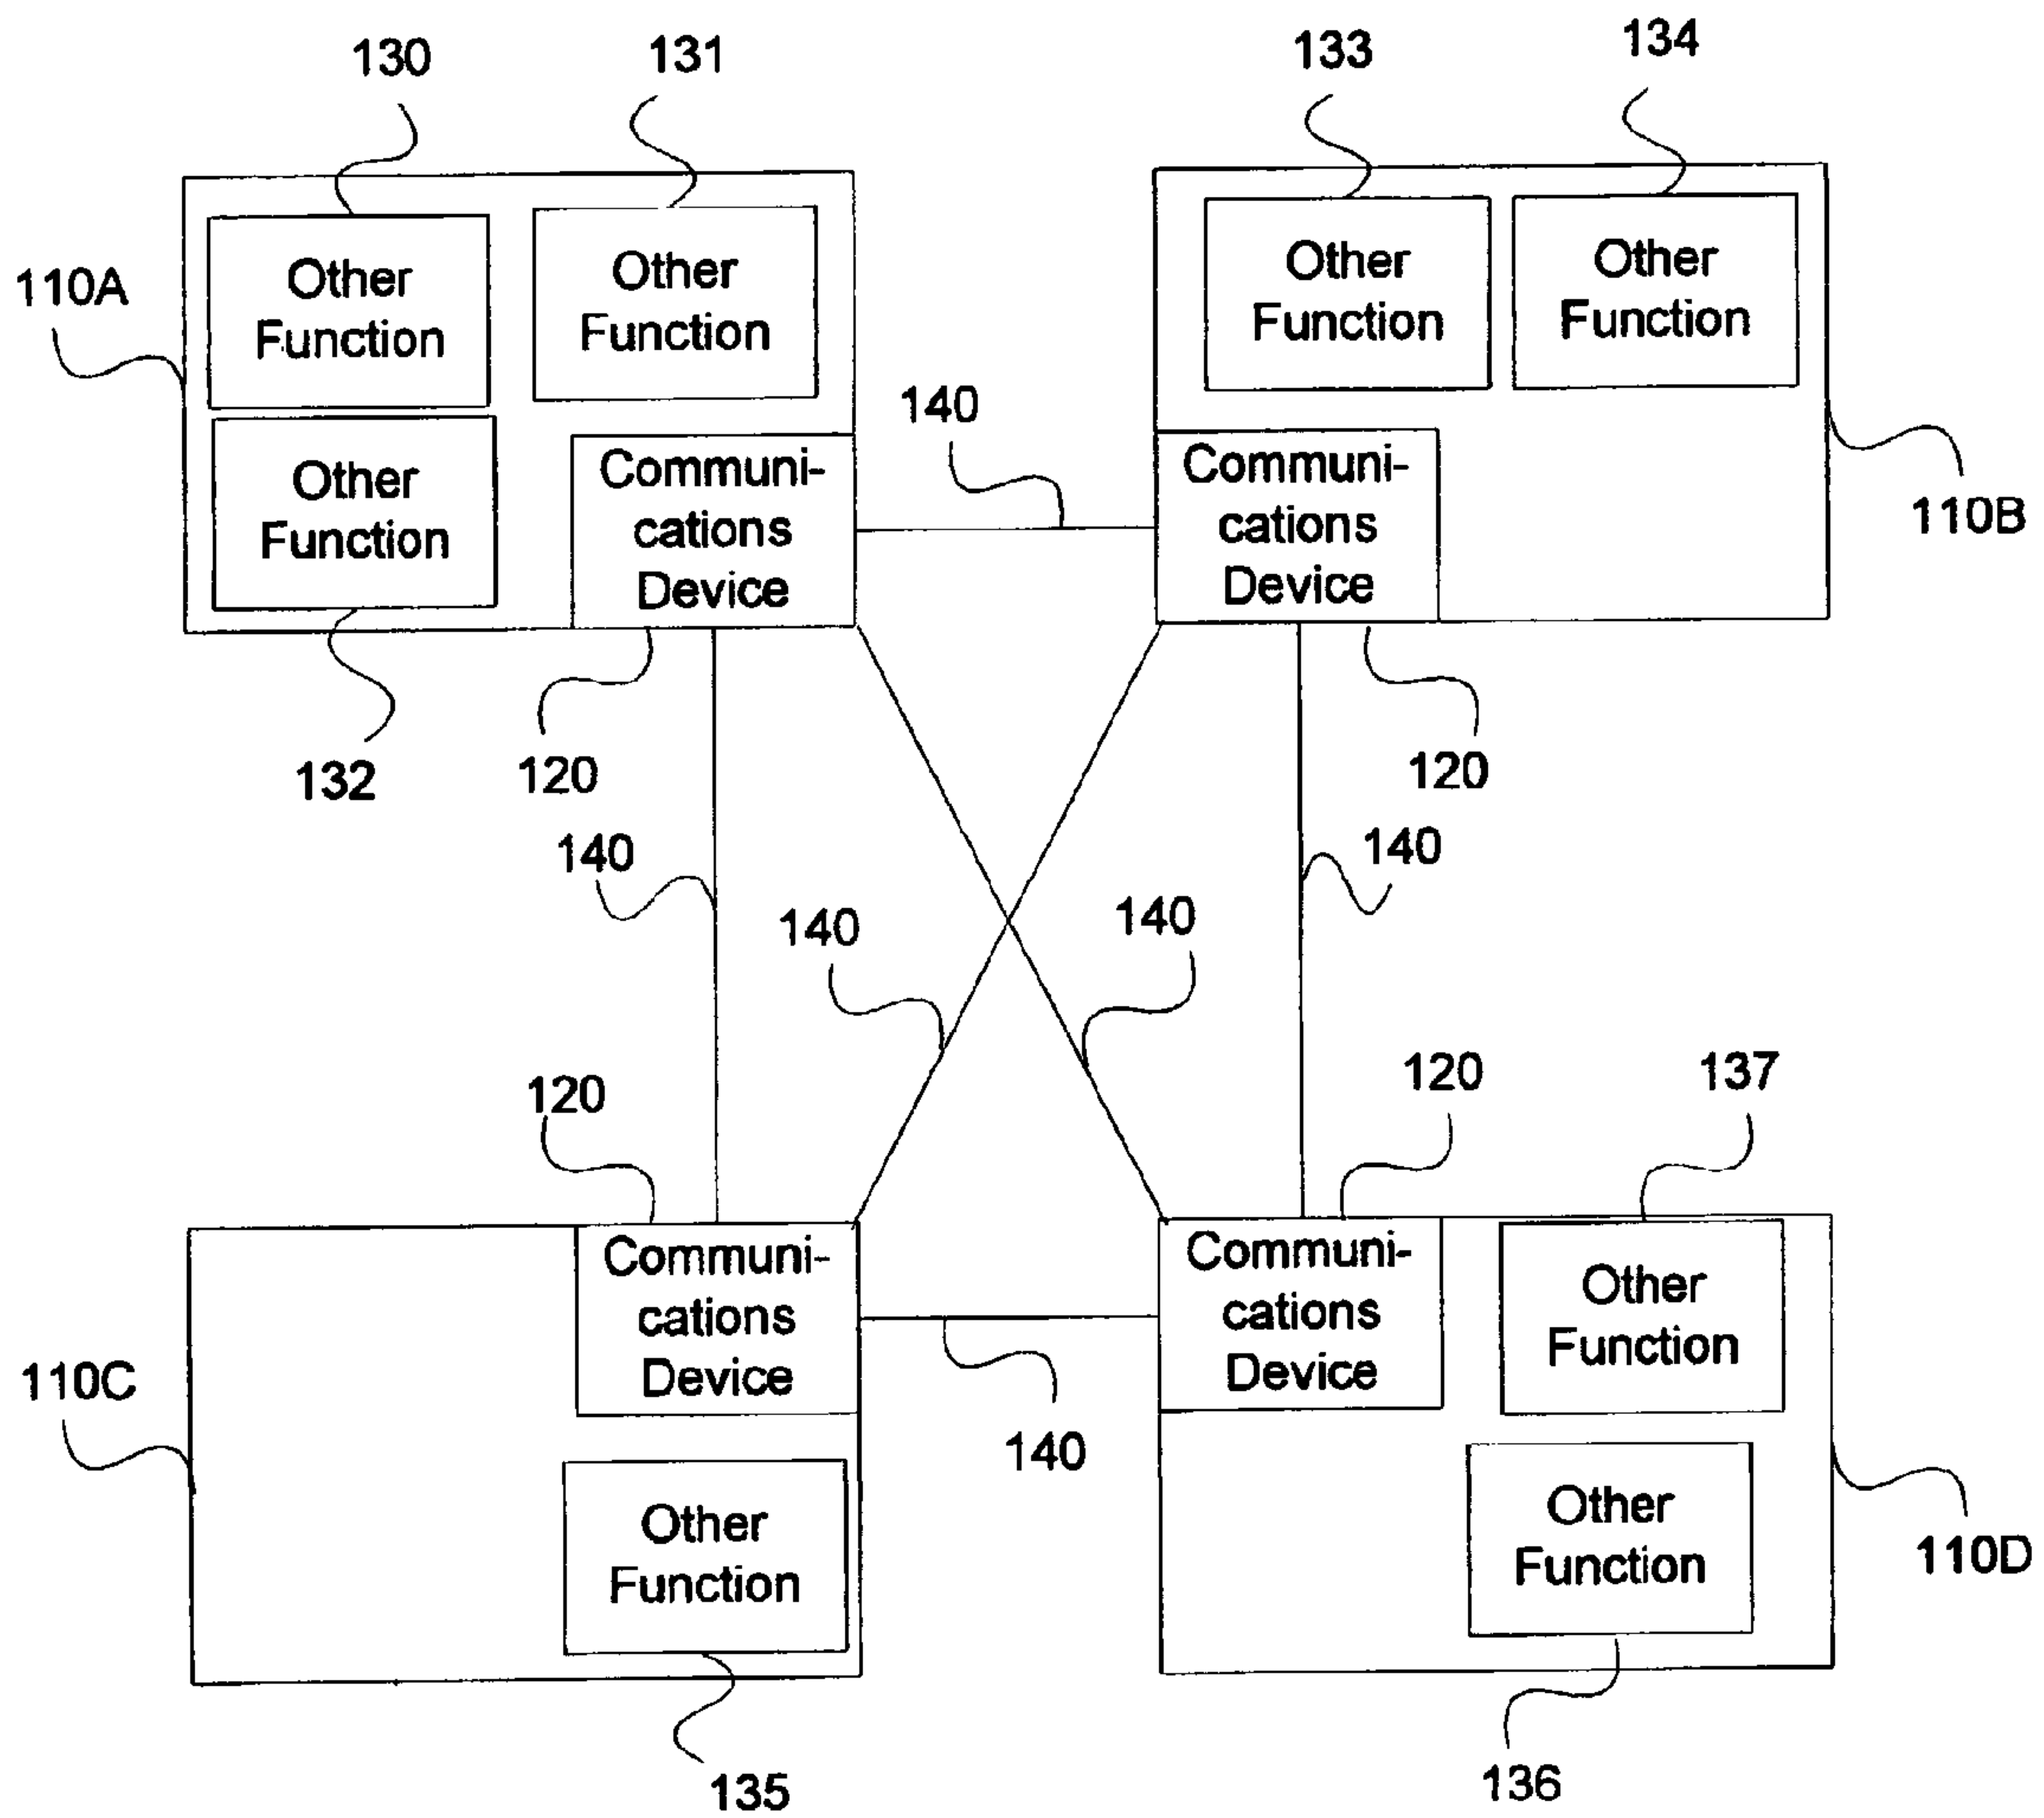 130
131
133
134
110A
Other
Function
Other
Function
Other
Function
Other
Function
140
Other
Function
Communi-
cations
Device
Communi-
cations
Device
110B
132
120
120
140
140
140
140
120
120
137
110C
Communi-
cations
Device
Communi-
cations
Device
Other
Function
140
Other
Function
Other
Function
110D
135
136